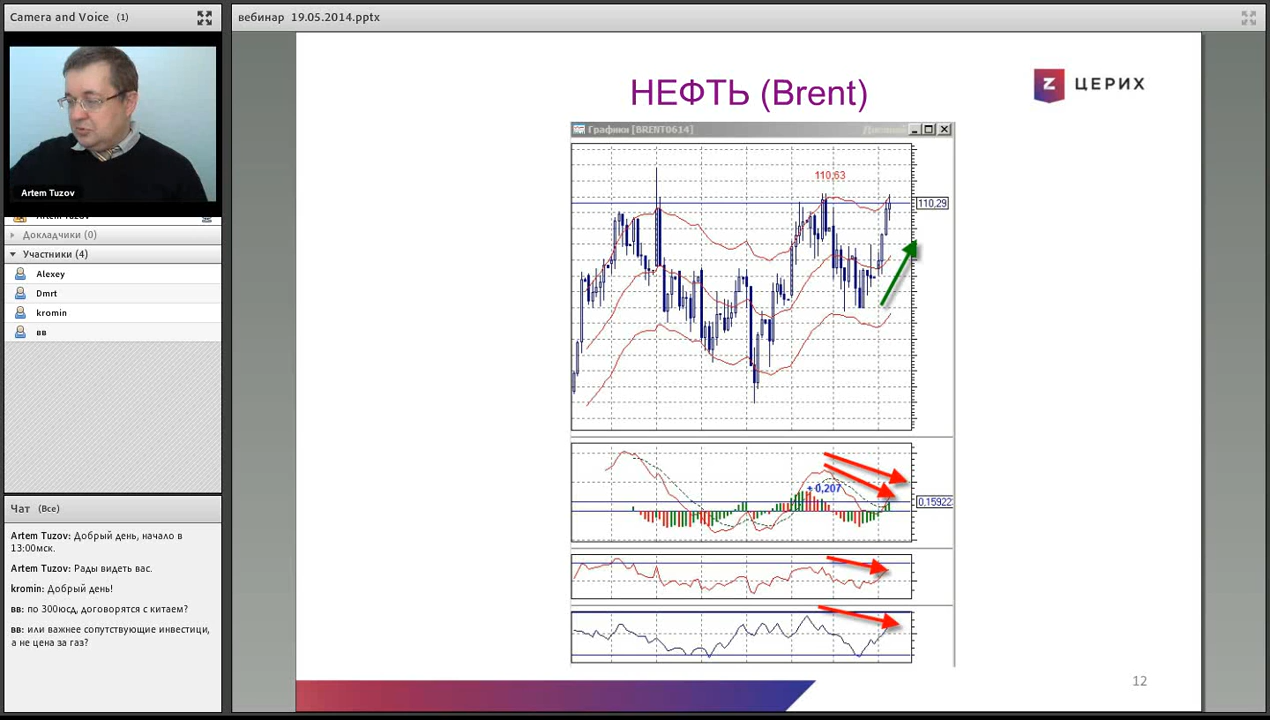 Camera and Voice (1)
вебинар 19.05.2014.pptx
Artem Tuzov
Artem Tuzov
Докладчики (0)
Участники (4)
Alexey
Dmrt
kromin
вв
Чат (Все)
Artem Tuzov: Добрый день, начало в
13:00мск.
Artem Tuzov: Рады видеть вас.
kromin: Добрый день!
вв: по 300юсд, договорятся с китаем?
вв: или важнее сопутствующие инвестици,
а не цена за газ?
НЕФТЬ (Brent)
Z ЦЕРИХ
Графики [BRENT0614]
110,63
110,29
+ 0,207
0,15922
12